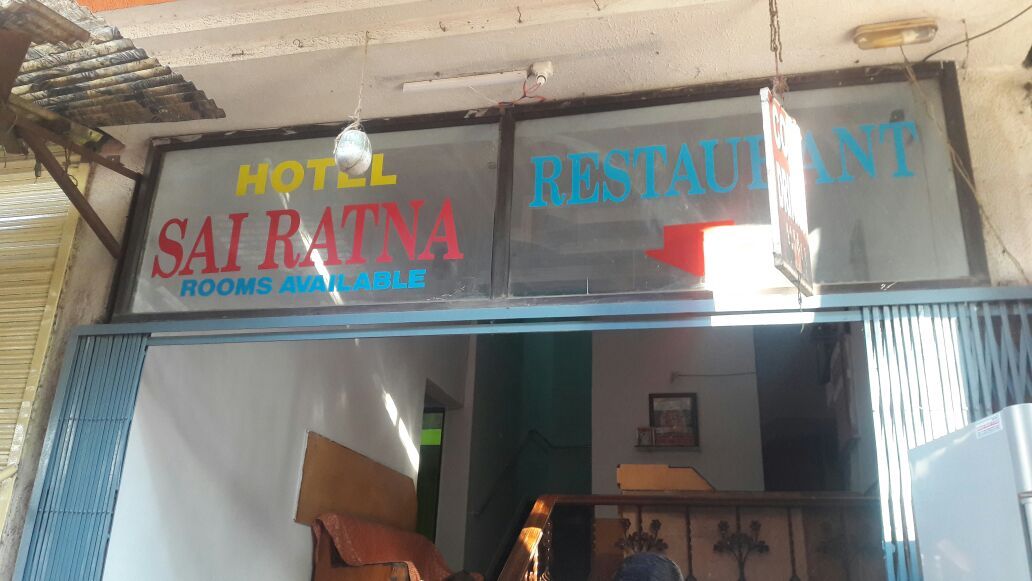 HOTEL
SAI RATNA
ROOMS AVAILABLE
RESTAURANT